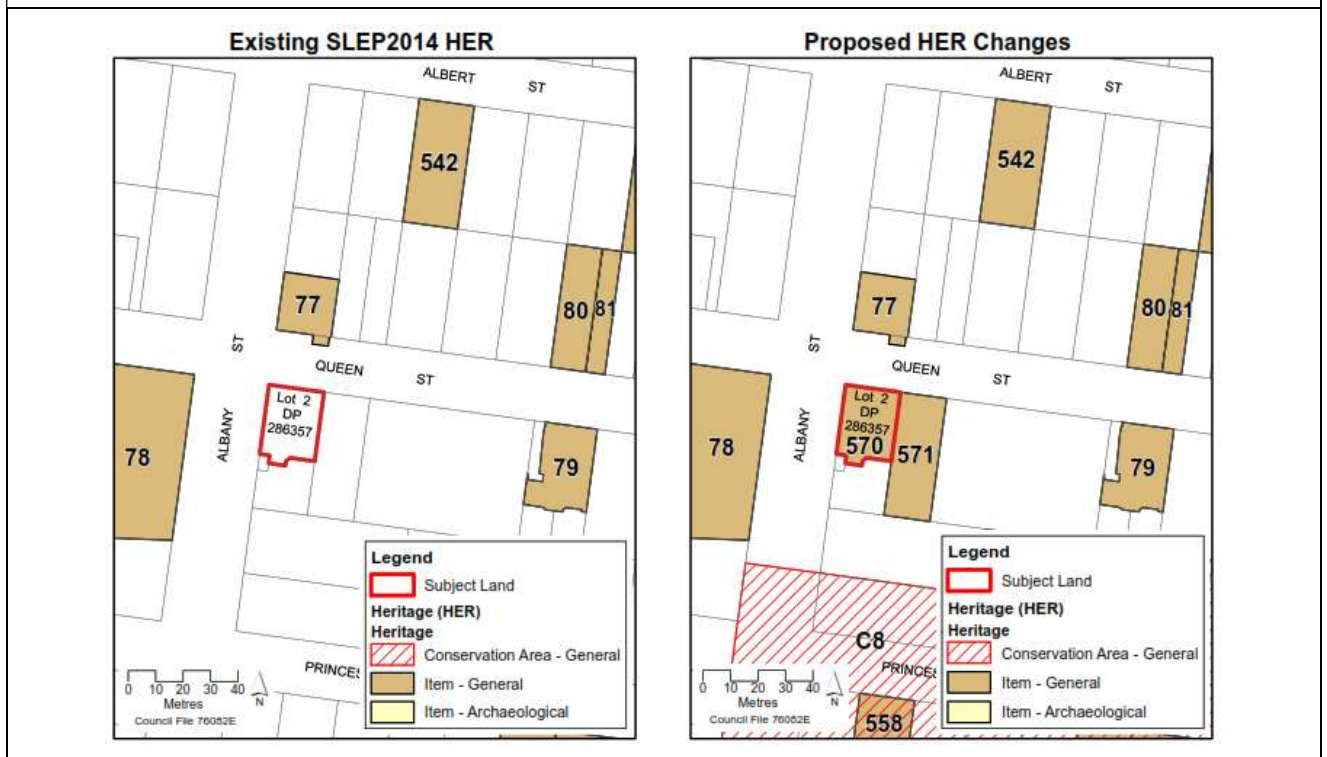 Existing SLEP2014 HER
ALBERT ST
542
77
80 81
ST
QUEEN ST
Lot 2
DP
286357
ALBANY
78
79
Legend
Subject Land
Heritage (HER)
Heritage
Conservation Area - General
Item - General
Item - Archaeological
PRINCES
0 10 20 30 40
Metres
N
Council File 76082E
Proposed HER Changes
ALBERT ST
542
77
80 81
ST
QUEEN ST
Lot 2
DP
286357
570
571
ALBANY
78
79
Legend
Subject Land
Heritage (HER)
Heritage
Conservation Area - General
Item - General
Item - Archaeological
C8
PRINCES
558
0 10 20 30 40
Metres
N
Council File 76082E